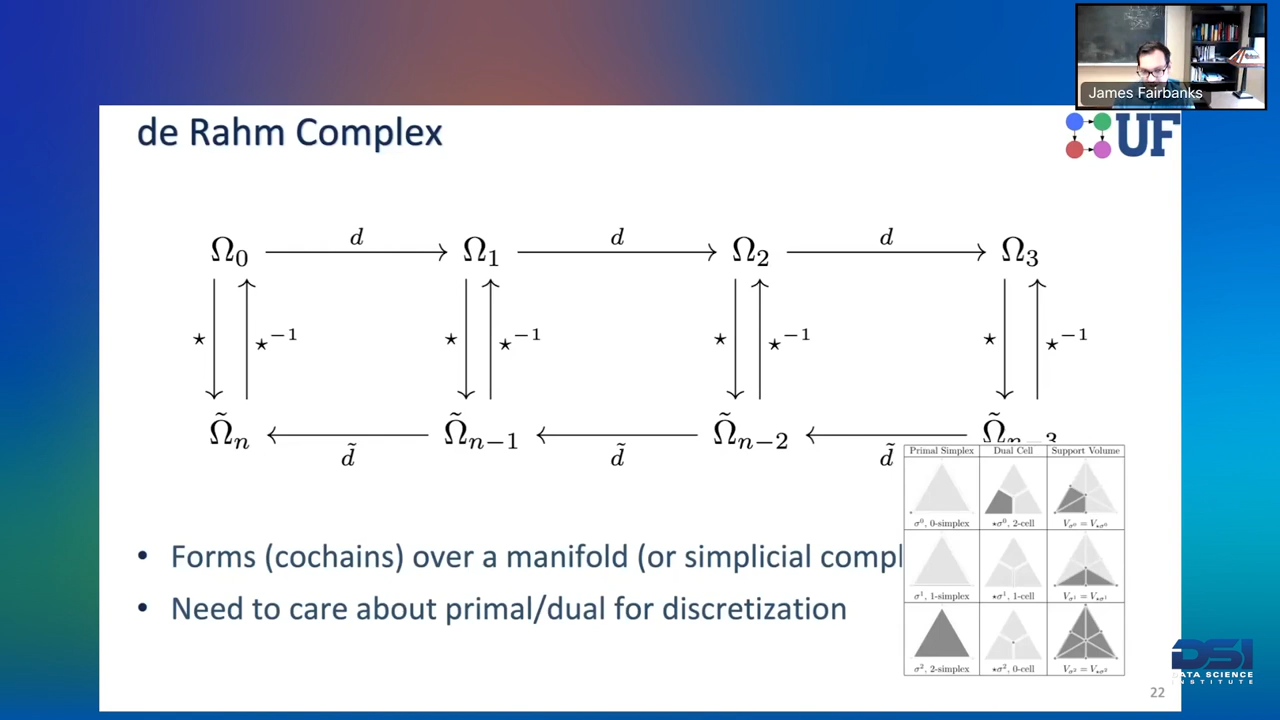 James Fairbanks
de Rahm Complex
UF
d d d
Ω₀ Ω₁ Ω₂ Ω₃
⋆ ⋆⁻¹ ⋆ ⋆⁻¹ ⋆ ⋆⁻¹ ⋆ ⋆⁻¹
Ω̃ₙ Ω̃ₙ₋₁ Ω̃ₙ₋₂ Ω̃ₙ₋₃
d̃ d̃ d̃
Primal Simplex Dual Cell Support Volume
σ⁰, 0-simplex ⋆σ⁰, 2-cell V_σ⁰ = V_⋆σ⁰
• Forms (cochains) over a manifold (or simplicial compl
σ¹, 1-simplex ⋆σ¹, 1-cell V_σ¹ = V_⋆σ¹
• Need to care about primal/dual for discretization
σ², 2-simplex ⋆σ², 0-cell V_σ² = V_⋆σ²
DSI
DATA SCIENCE
INSTITUTE
22